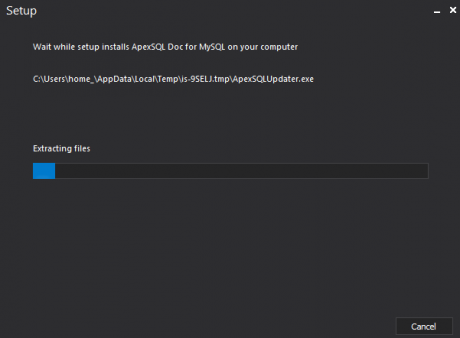 Setup
Wait while setup installs ApexSQL Doc for MySQL on your computer
C:\Users\home_\AppData\Local\Temp\is-9SELJ.tmp\ApexSQLUpdater.exe
Extracting files
Cancel